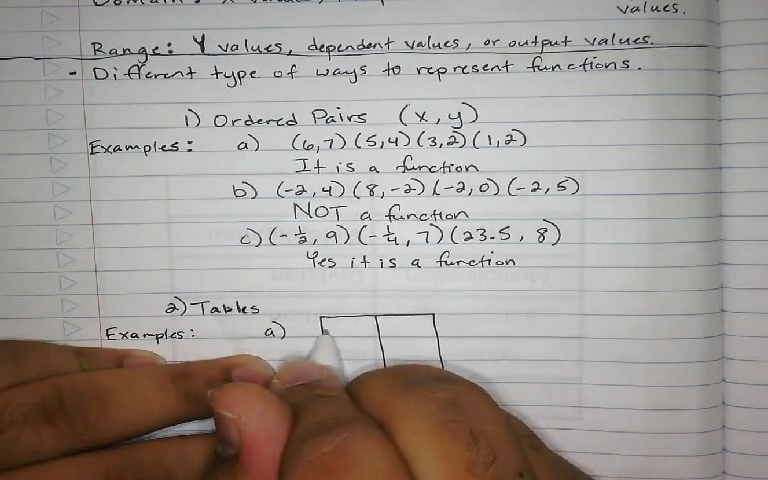 values.
Range: Y values, dependent values, or output values.
- Different type of ways to represent functions.
1) Ordered Pairs (x,y)
Examples: a) (6,7) (5,4) (3,2) (1,2)
It is a function
b) (-2,4) (8,-2) (-2,0) (-2,5)
NOT a function
c) (-1/2, 9) (-1/4, 7) (23.5, 8)
Yes it is a function
2) Tables
Examples: a)